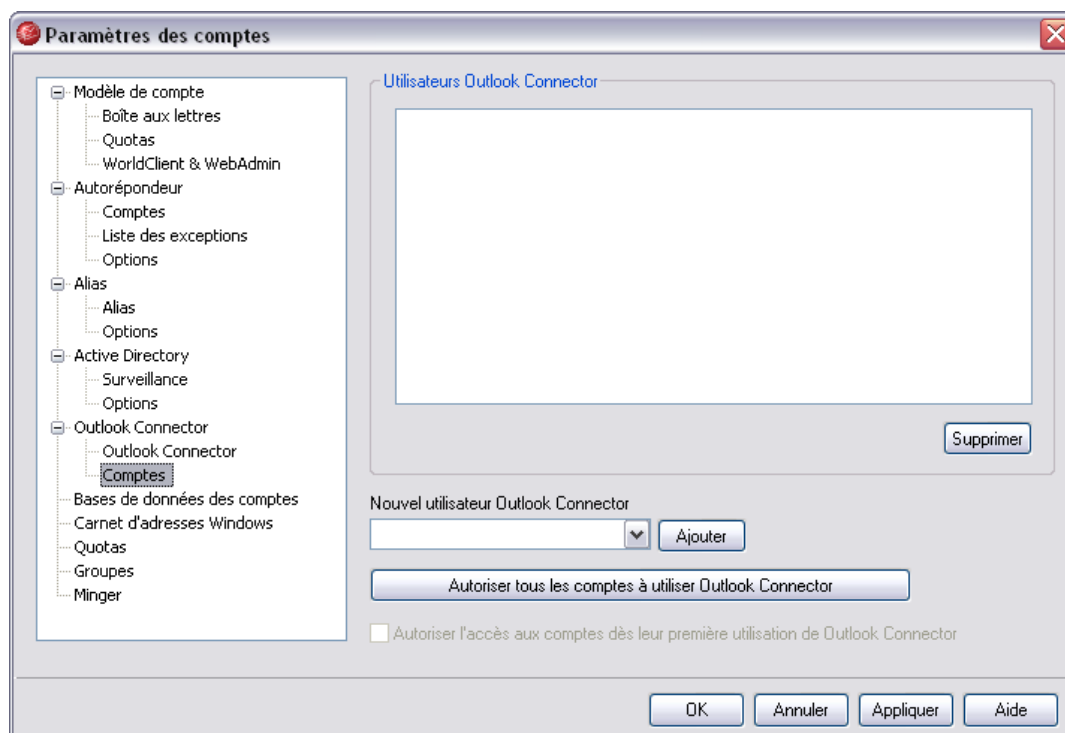 Paramètres des comptes
Modèle de compte
Boîte aux lettres
Quotas
WorldClient & WebAdmin
Autorépondeur
Comptes
Liste des exceptions
Options
Alias
Alias
Options
Active Directory
Surveillance
Options
Outlook Connector
Outlook Connector
Comptes
Bases de données des comptes
Carnet d'adresses Windows
Quotas
Groupes
Minger
Utilisateurs Outlook Connector
Supprimer
Nouvel utilisateur Outlook Connector
Ajouter
Autoriser tous les comptes à utiliser Outlook Connector
Autoriser l'accès aux comptes dès leur première utilisation de Outlook Connector
OK
Annuler
Appliquer
Aide